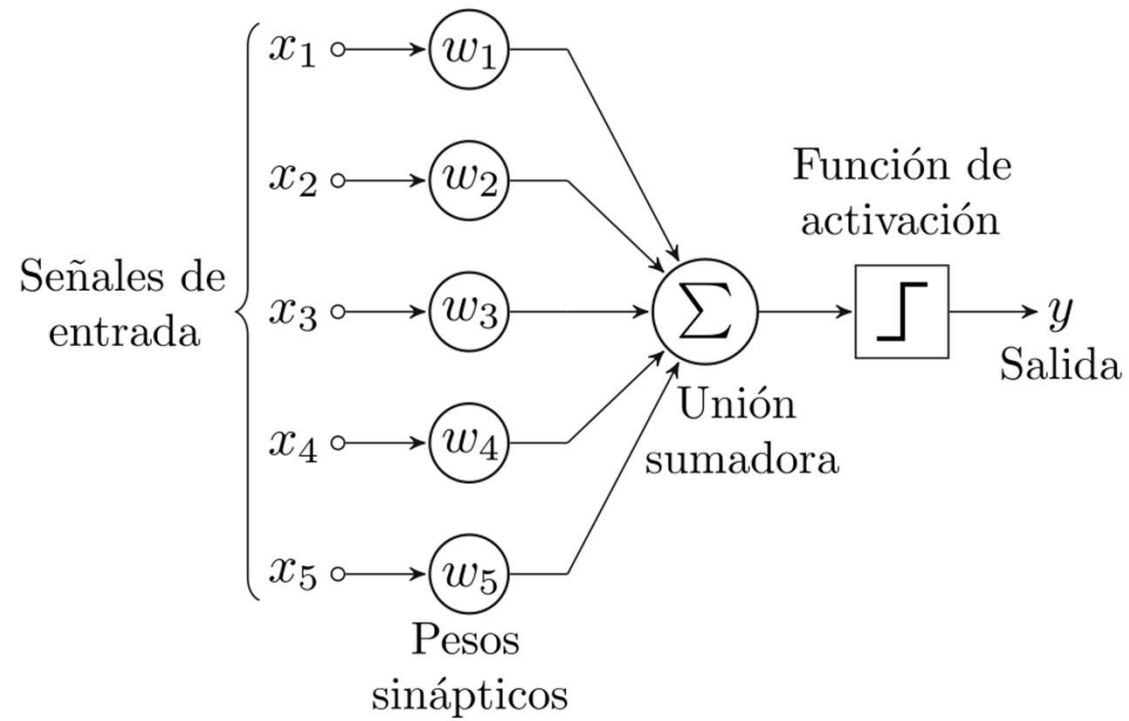 x1
w1
x2
w2
Función de
activación
Señales de
entrada
x3
w3
∑
y
Salida
Unión
sumadora
x4
w4
x5
w5
Pesos
sinápticos